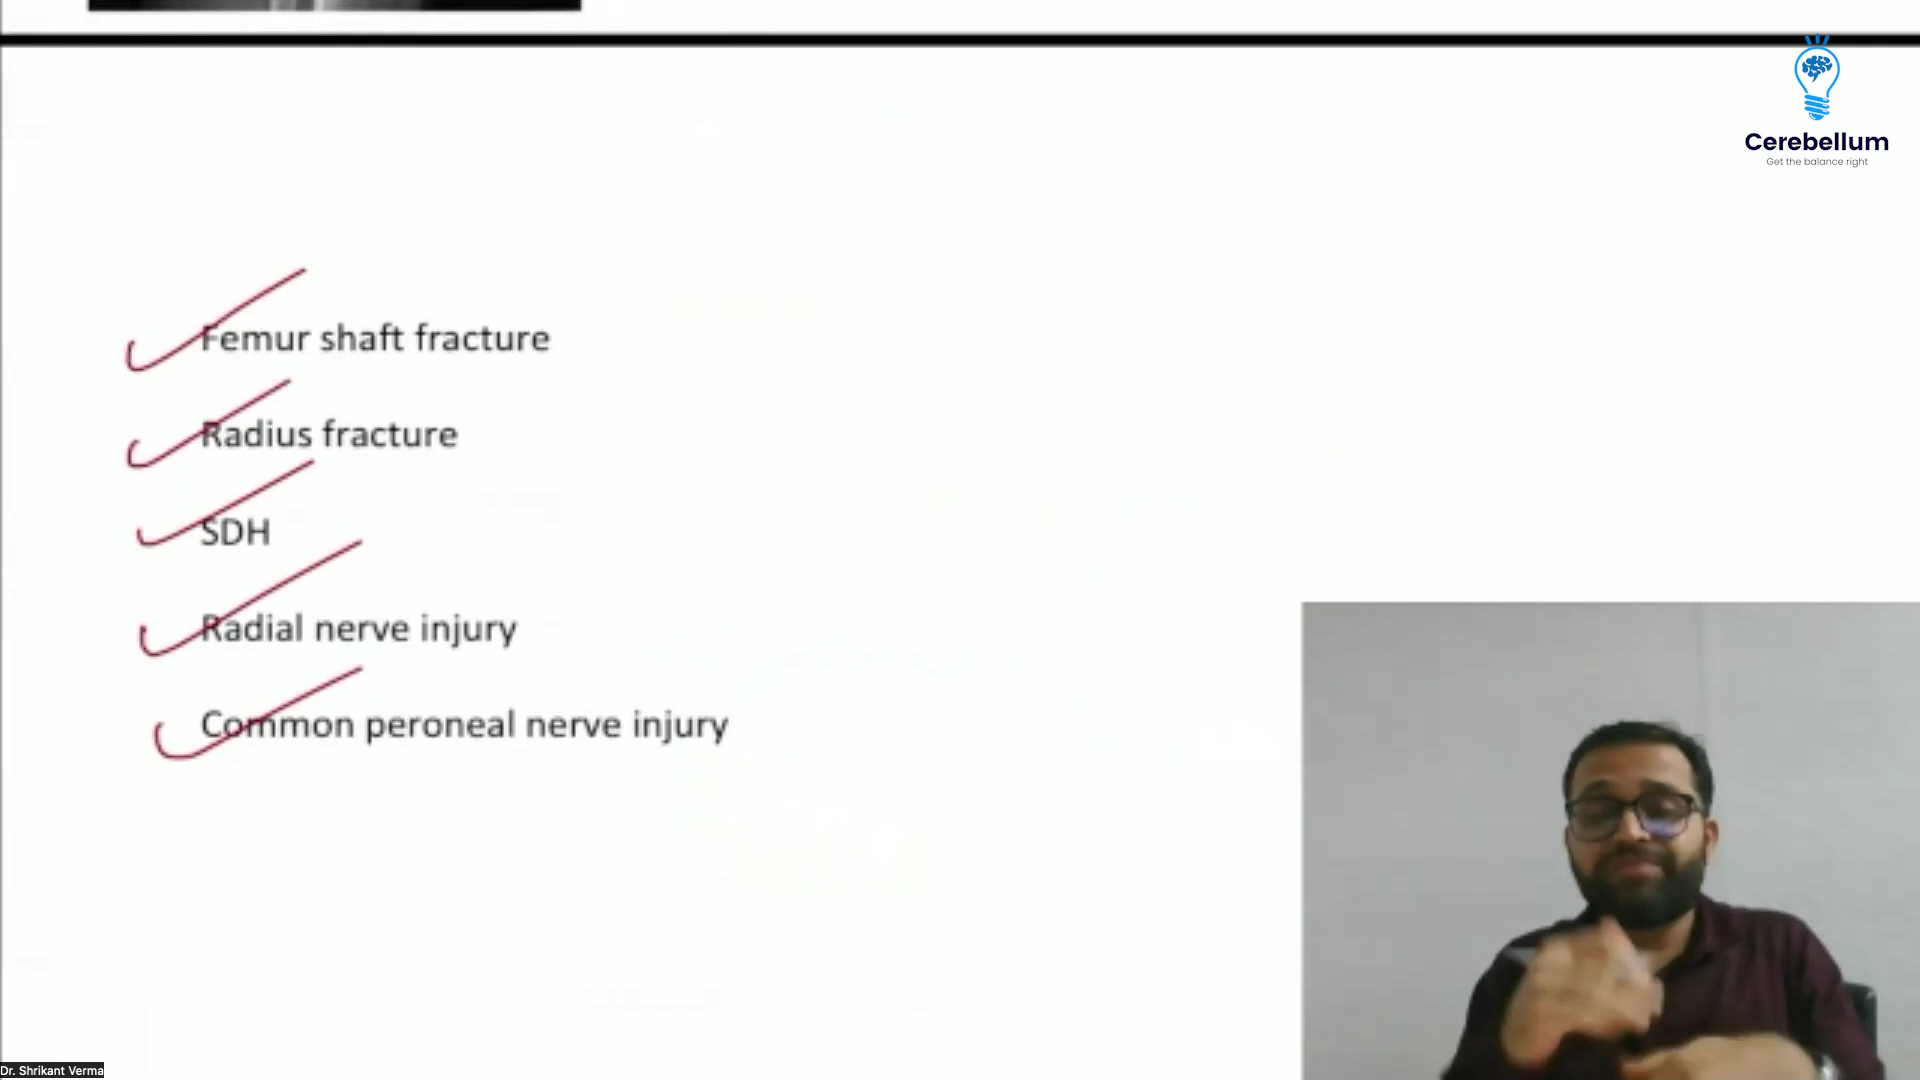 Cerebellum
Get the balance right
Femur shaft fracture
Radius fracture
SDH
Radial nerve injury
Common peroneal nerve injury
Dr. Shrikant Verma